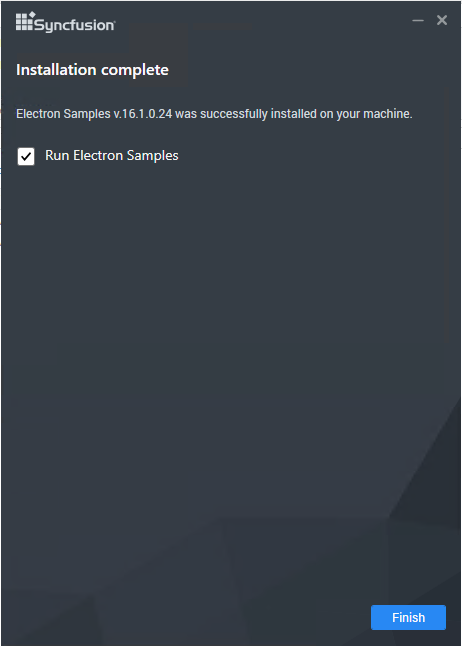 Syncfusion
Installation complete
Electron Samples v.16.1.0.24 was successfully installed on your machine.
Run Electron Samples
Finish